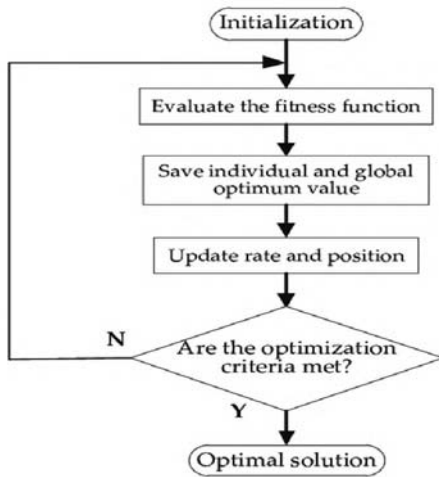 Initialization
Evaluate the fitness function
Save individual and global
optimum value
Update rate and position
N
Are the optimization
criteria met?
Y
Optimal solution